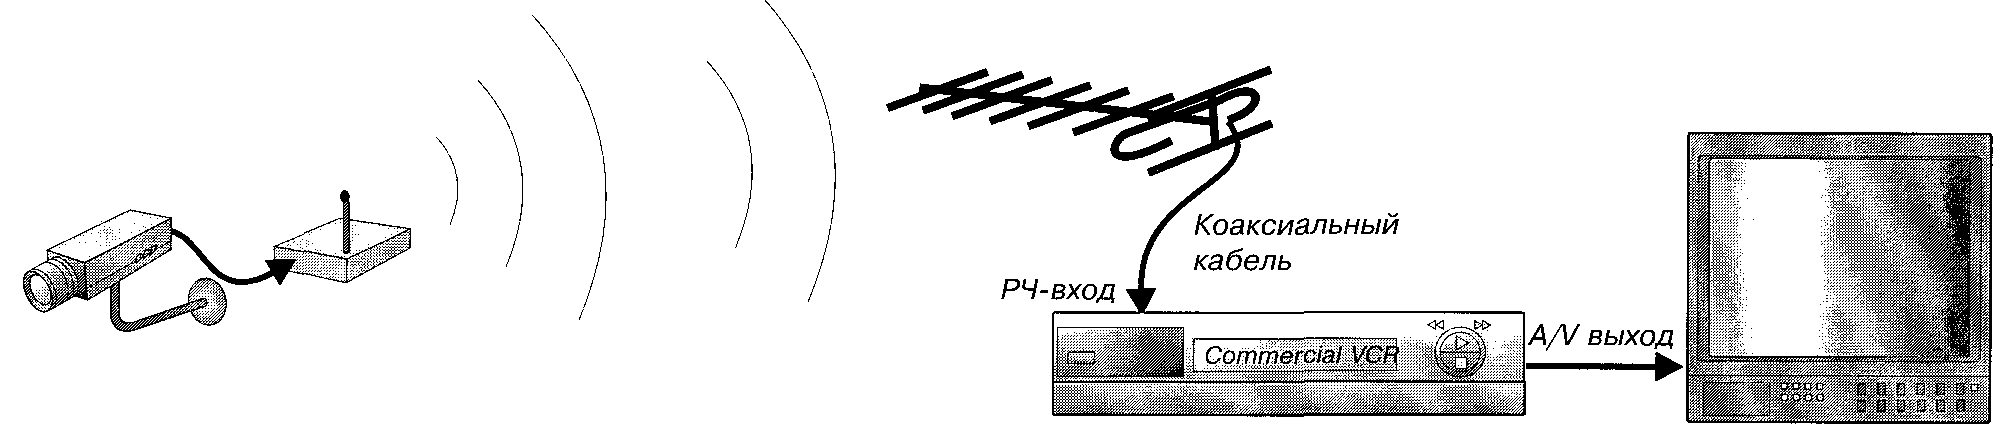 Коаксиальный
кабель
РЧ-вход
Commercial VCR
A/V выход